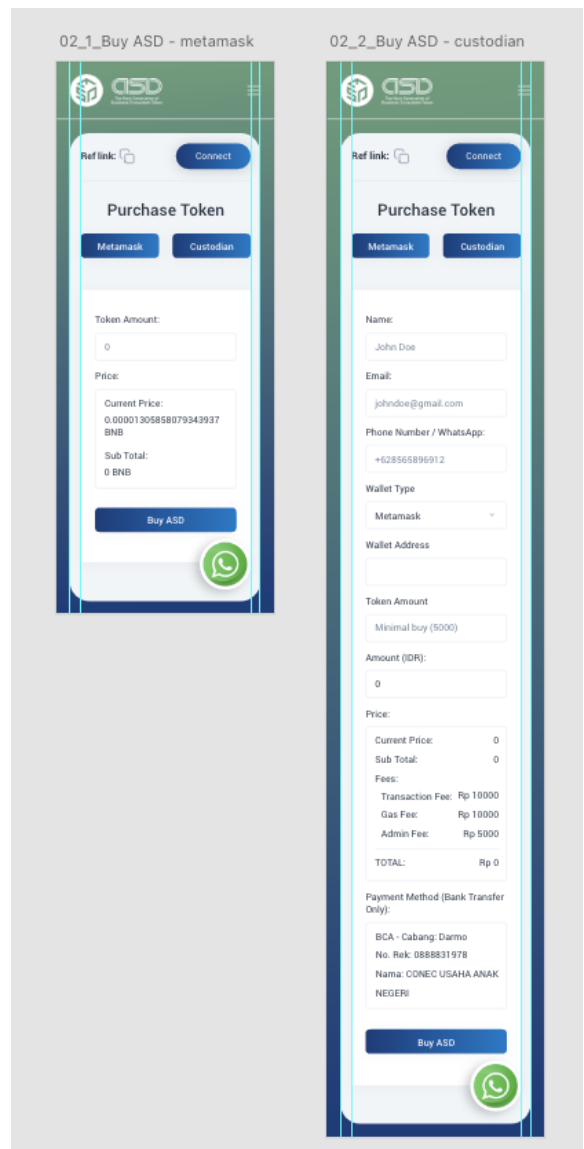 02_1_Buy ASD - metamask
ASD
Ref link:
Connect
Purchase Token
Metamask
Custodian
Token Amount:
0
Price:
Current Price:
0.00001305858079343937
BNB
Sub Total:
0 BNB
Buy ASD
02_2_Buy ASD - custodian
ASD
Ref link:
Connect
Purchase Token
Metamask
Custodian
Name:
John Doe
Email:
johndoe@gmail.com
Phone Number / WhatsApp:
+628565896912
Wallet Type
Metamask
Wallet Address
Token Amount
Minimal buy (5000)
Amount (IDR):
0
Price:
Current Price: 0
Sub Total: 0
Fees:
Transaction Fee: Rp 10000
Gas Fee: Rp 10000
Admin Fee: Rp 5000
TOTAL: Rp 0
Payment Method (Bank Transfer
Only):
BCA - Cabang: Darmo
No. Rek: 0888831978
Nama: CONEC USAHA ANAK
NEGERI
Buy ASD